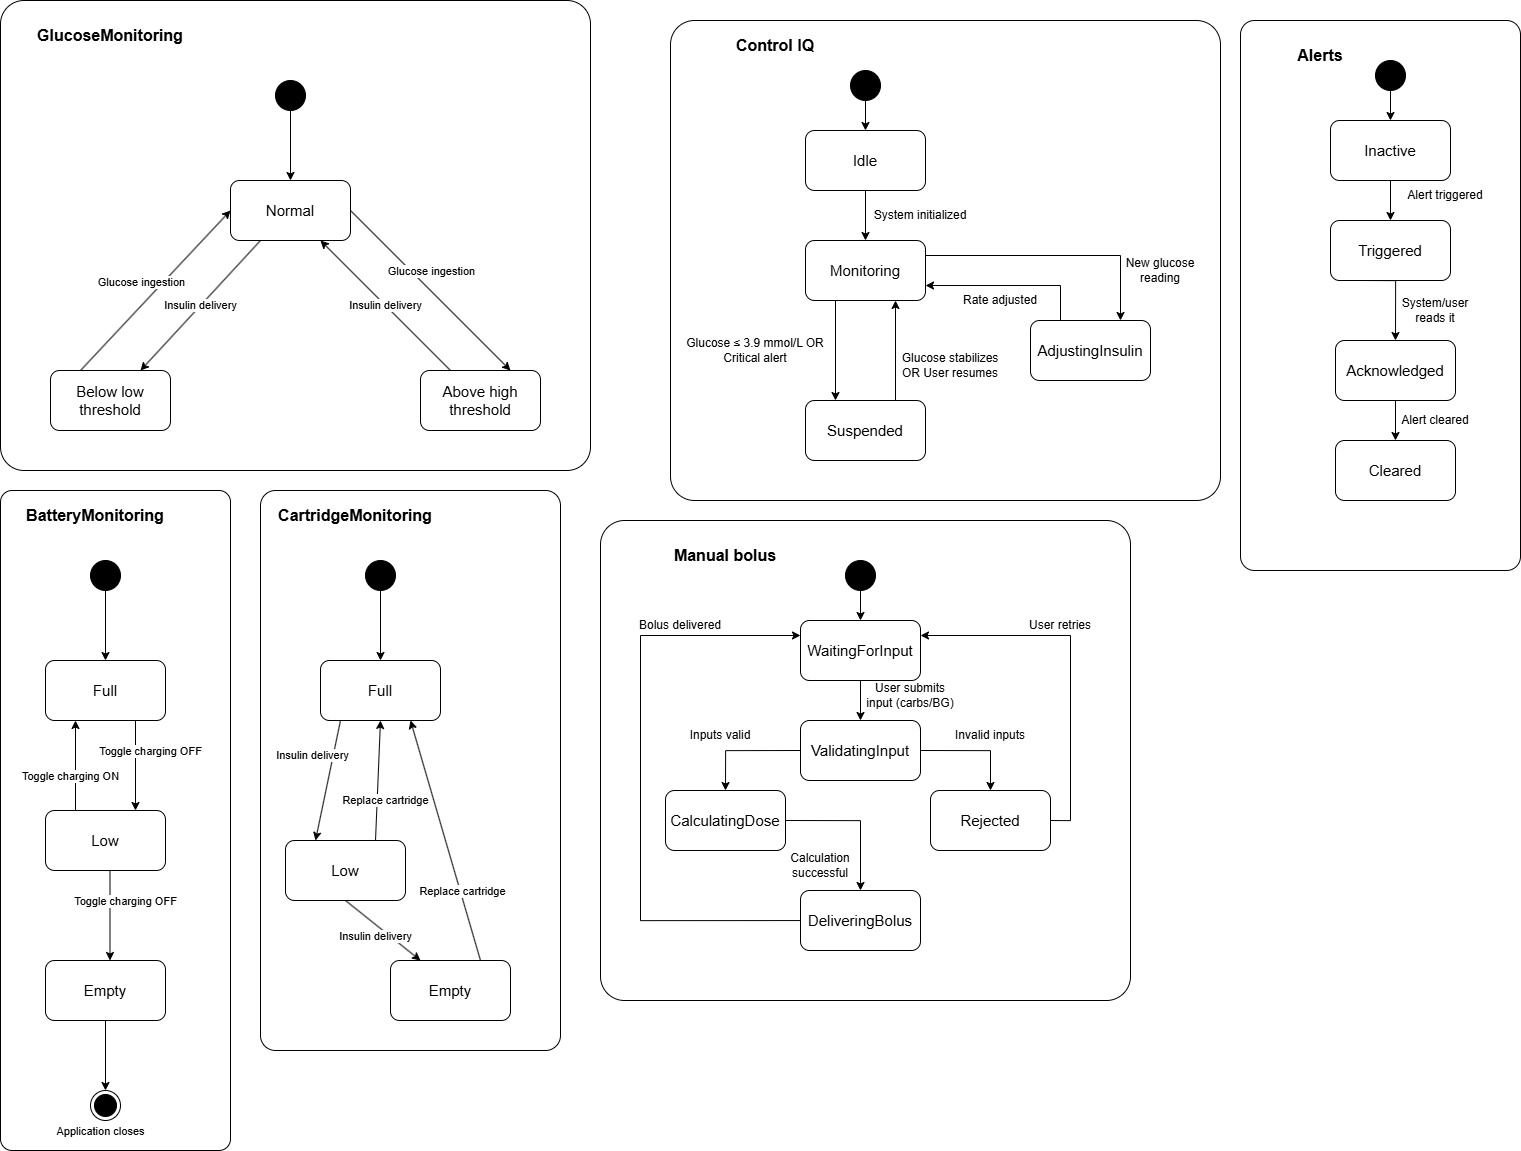 GlucoseMonitoring
Normal
Glucose ingestion
Insulin delivery
Glucose ingestion
Insulin delivery
Below low
threshold
Above high
threshold
Control IQ
Idle
System initialized
Monitoring
New glucose
reading
Rate adjusted
AdjustingInsulin
Glucose ≤ 3.9 mmol/L OR
Critical alert
Glucose stabilizes
OR User resumes
Suspended
Alerts
Inactive
Alert triggered
Triggered
System/user
reads it
Acknowledged
Alert cleared
Cleared
BatteryMonitoring
Full
Toggle charging OFF
Toggle charging ON
Low
Toggle charging OFF
Empty
Application closes
CartridgeMonitoring
Full
Insulin delivery
Replace cartridge
Low
Replace cartridge
Insulin delivery
Empty
Manual bolus
Bolus delivered
User retries
WaitingForInput
User submits
input (carbs/BG)
Inputs valid
ValidatingInput
Invalid inputs
CalculatingDose
Rejected
Calculation
successful
DeliveringBolus